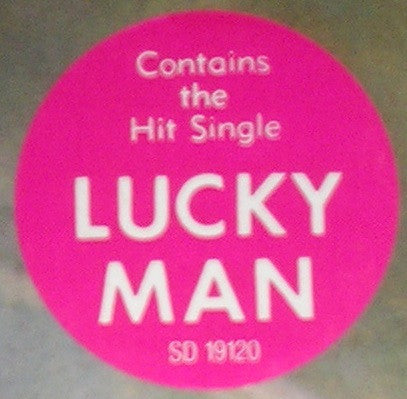 Contains
the
Hit Single
LUCKY
MAN
SD 19120